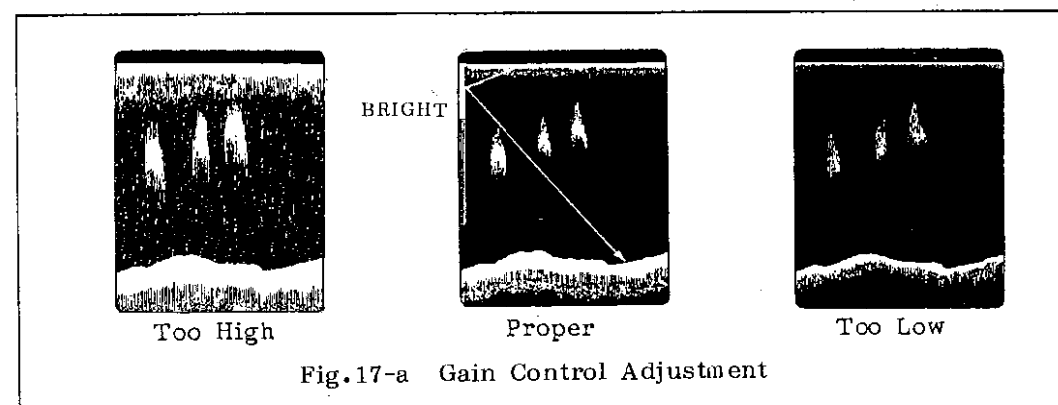 BRIGHT
Too High
Proper
Too Low
Fig.17-a Gain Control Adjustment